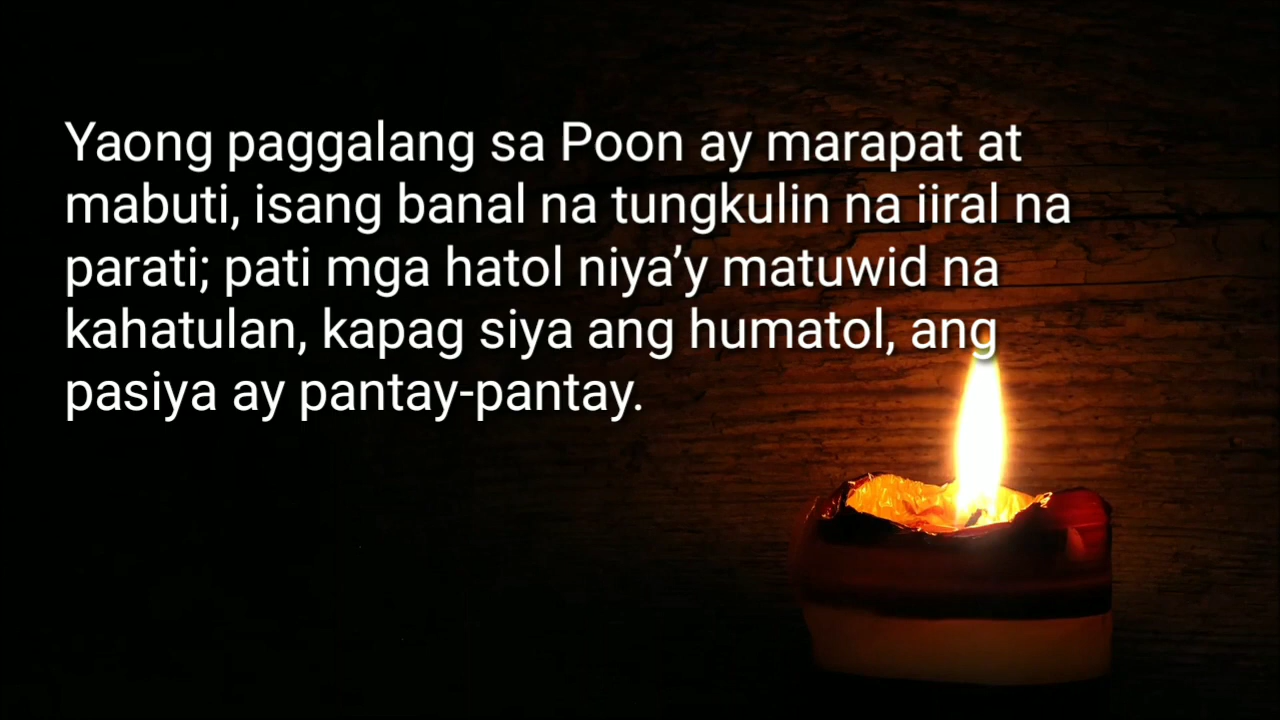 Yaong paggalang sa Poon ay marapat at
mabuti, isang banal na tungkulin na iiral na
parati; pati mga hatol niya’y matuwid na
kahatulan, kapag siya ang humatol, ang
pasiya ay pantay-pantay.